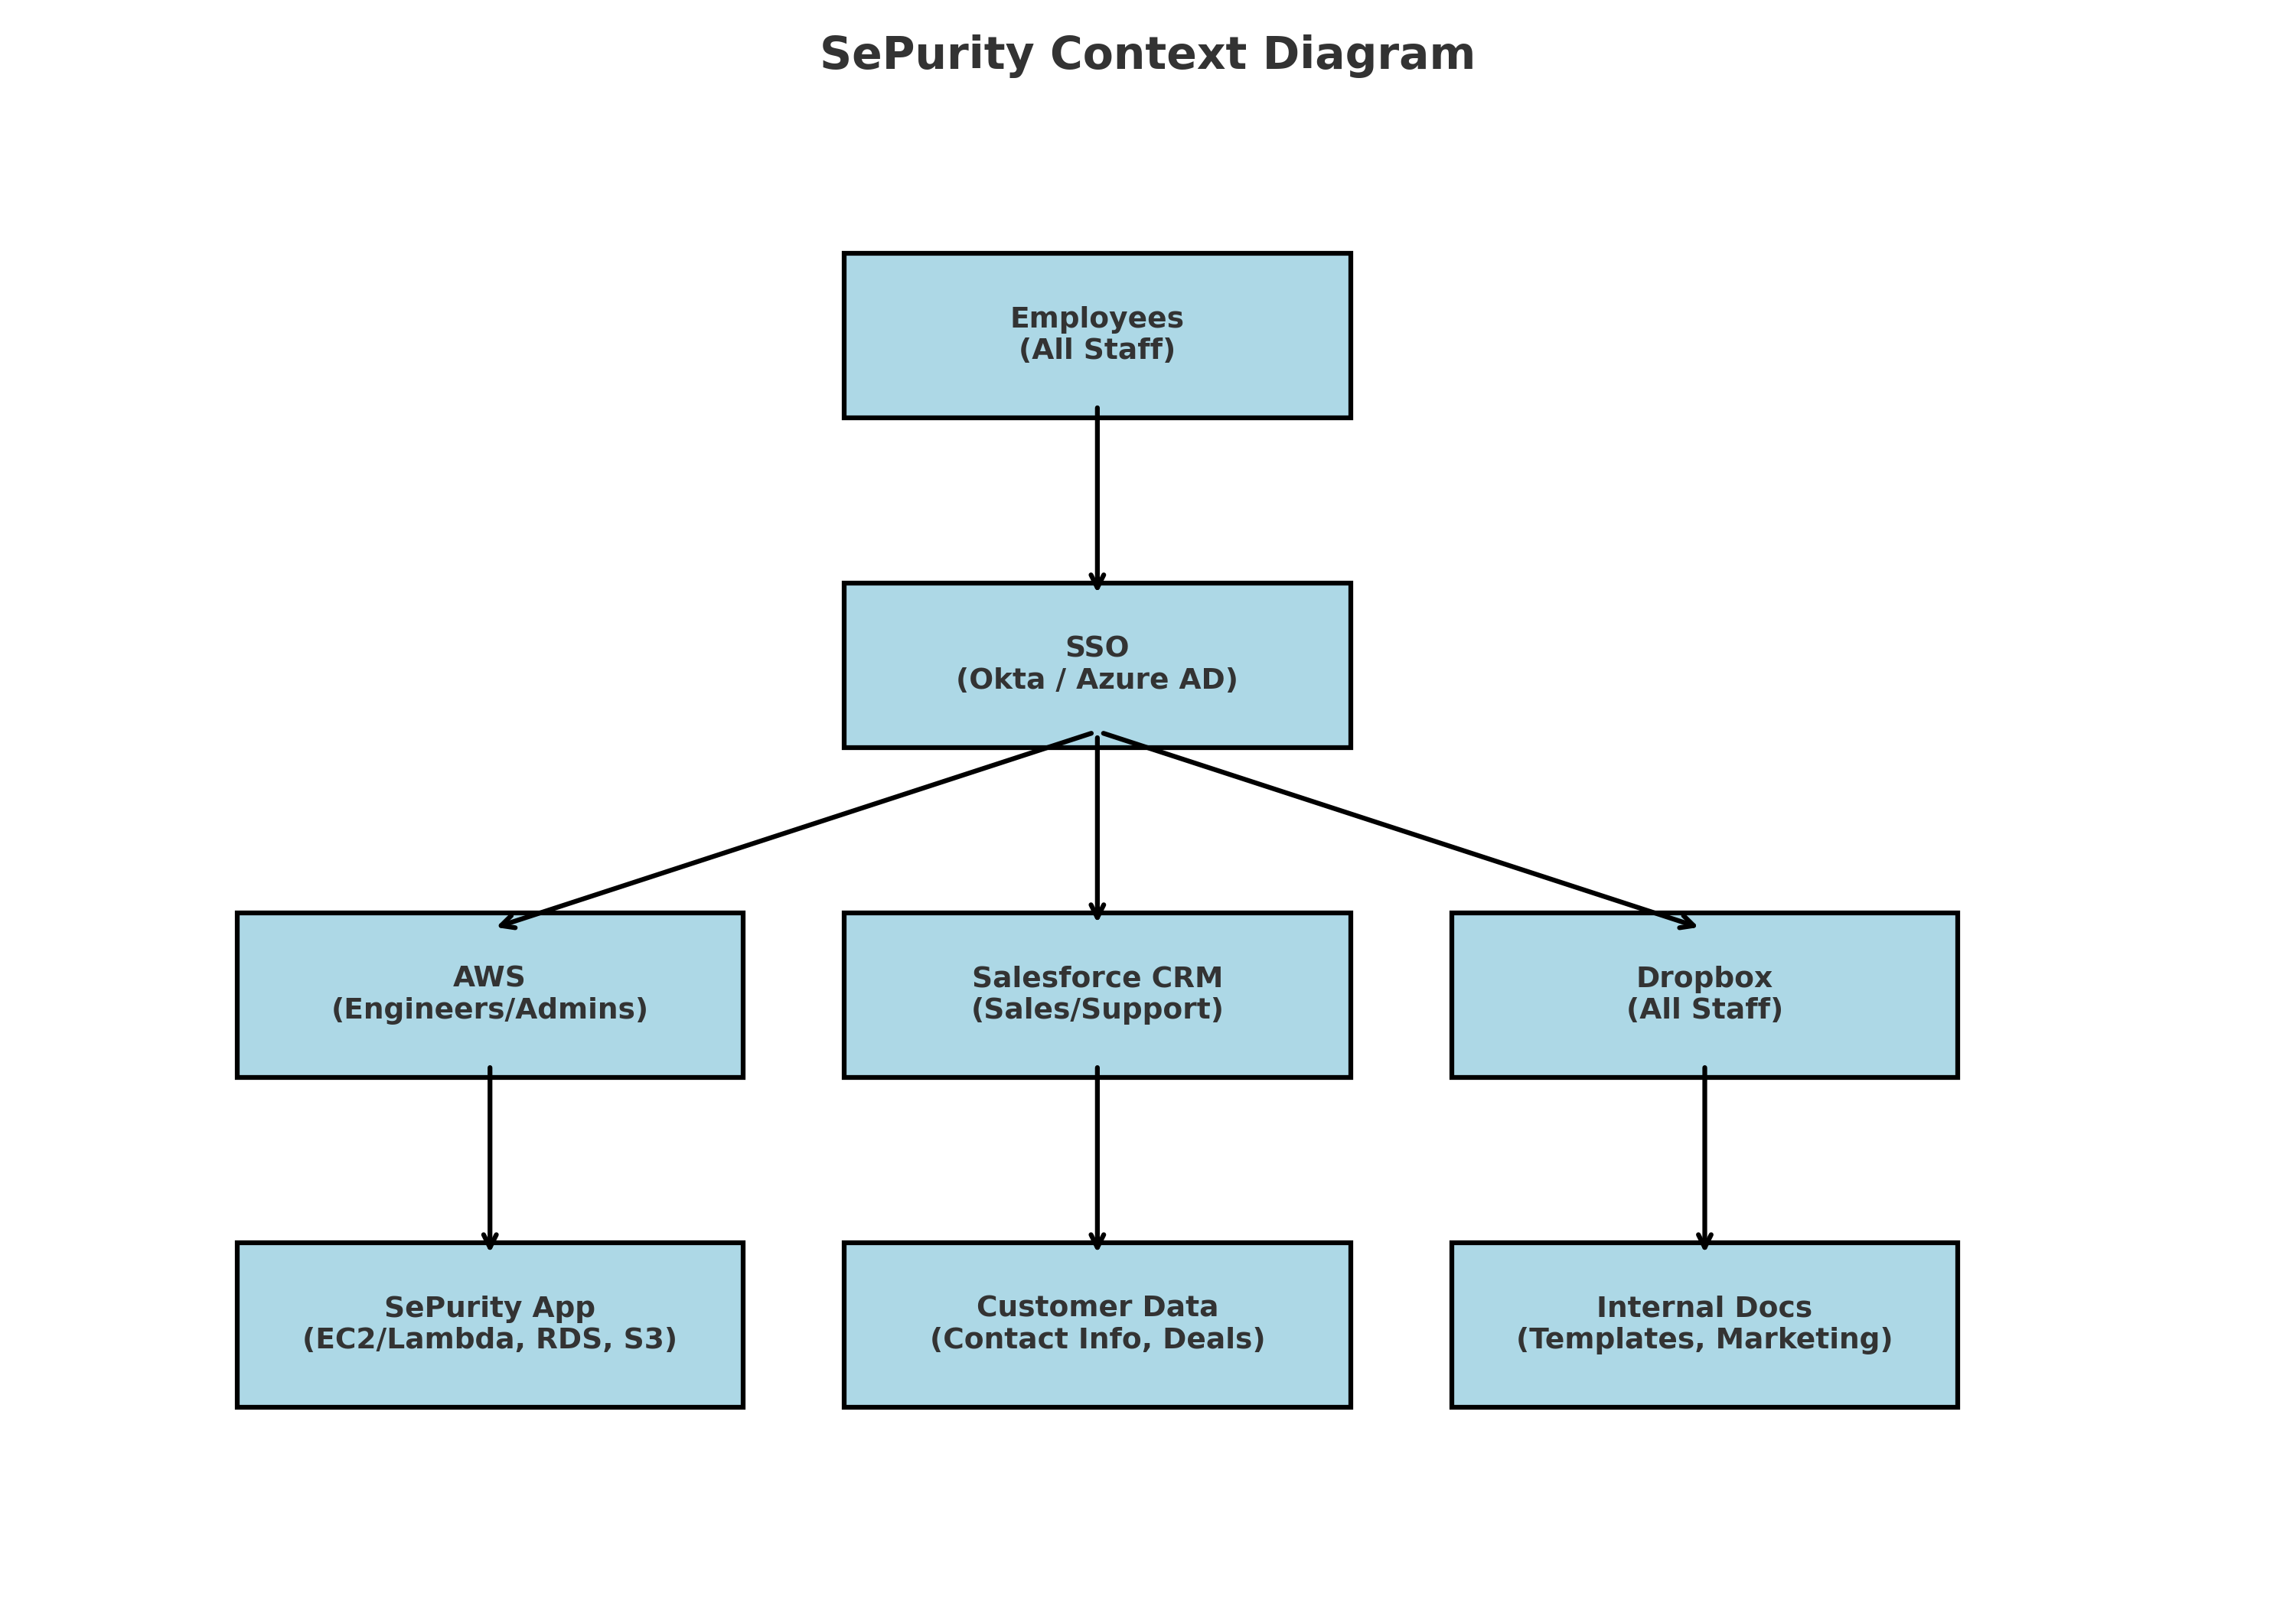 SePurity Context Diagram
Employees
(All Staff)
SSO
(Okta / Azure AD)
AWS
(Engineers/Admins)
Salesforce CRM
(Sales/Support)
Dropbox
(All Staff)
SePurity App
(EC2/Lambda, RDS, S3)
Customer Data
(Contact Info, Deals)
Internal Docs
(Templates, Marketing)